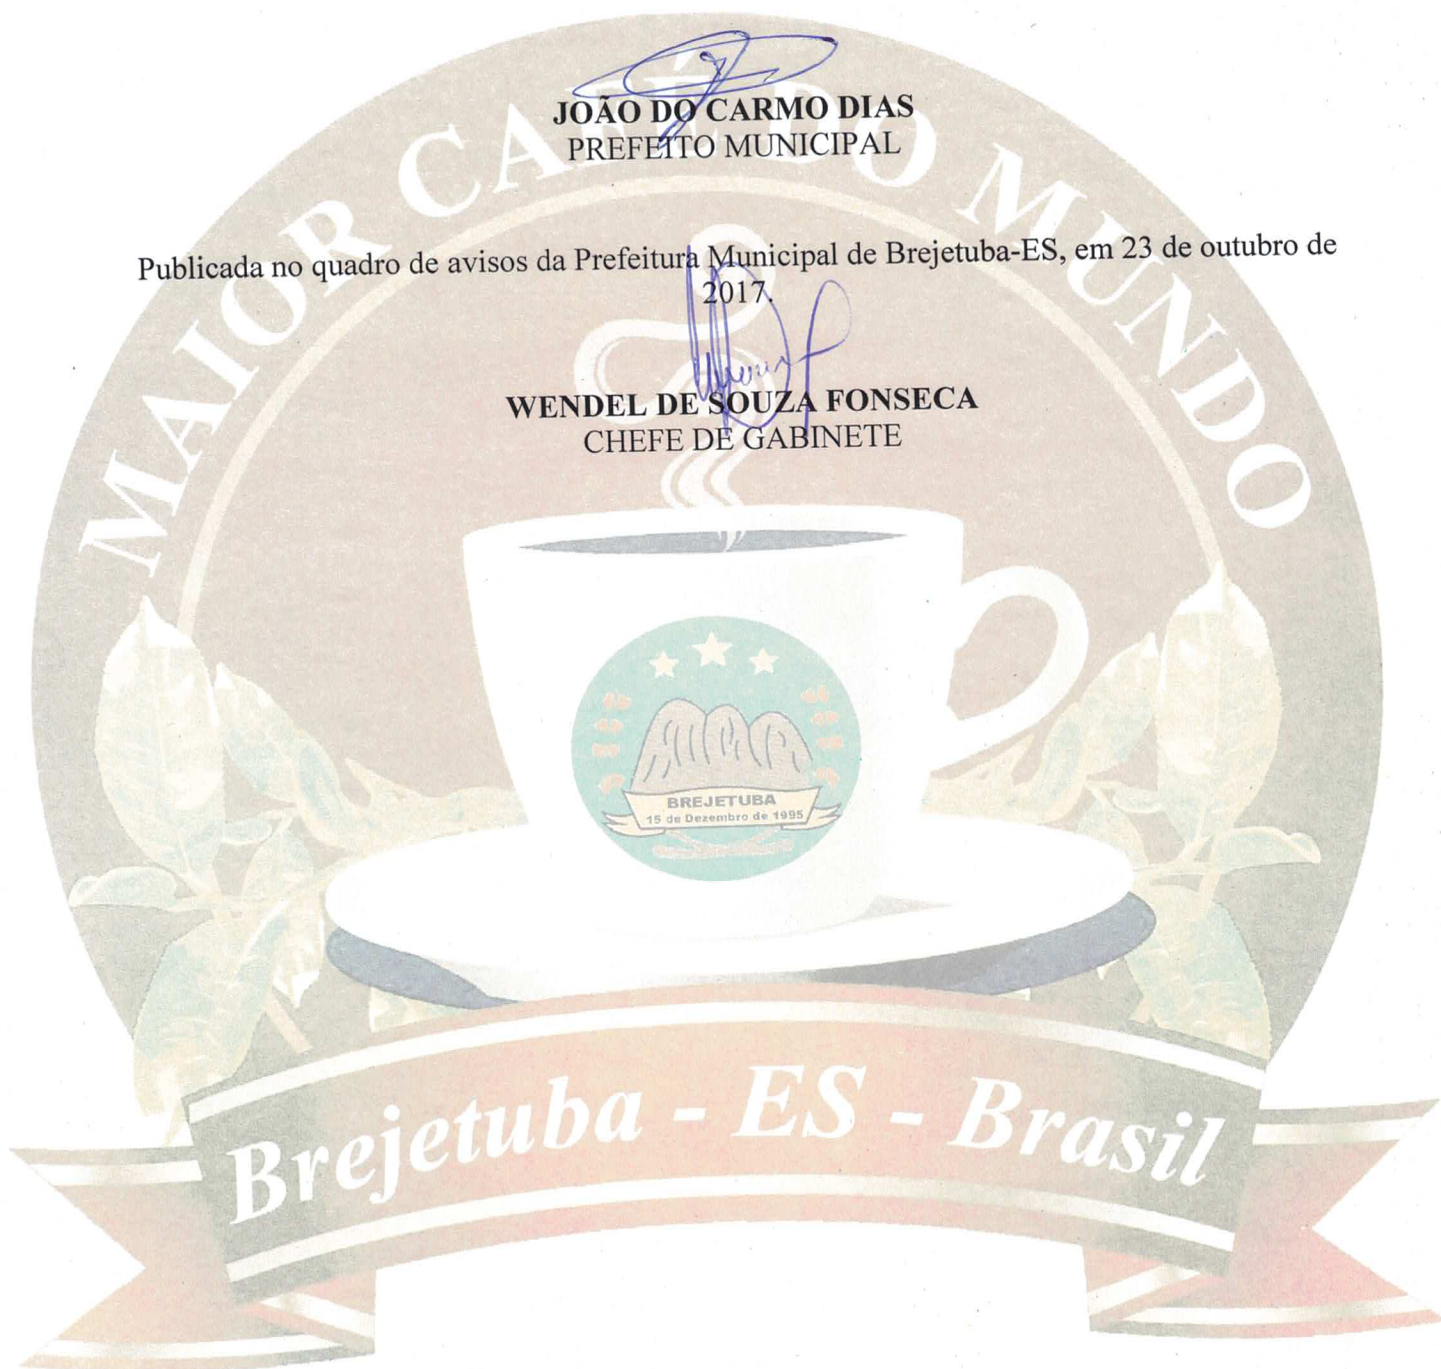 JOÃO DO CARMO DIAS
PREFEITO MUNICIPAL
Publicada no quadro de avisos da Prefeitura Municipal de Brejetuba-ES, em 23 de outubro de
2017.
WENDEL DE SOUZA FONSECA
CHEFE DE GABINETE
MAIOR CAFÉ DO MUNDO
BREJETUBA
15 de Dezembro de 1995
Brejetuba - ES - Brasil